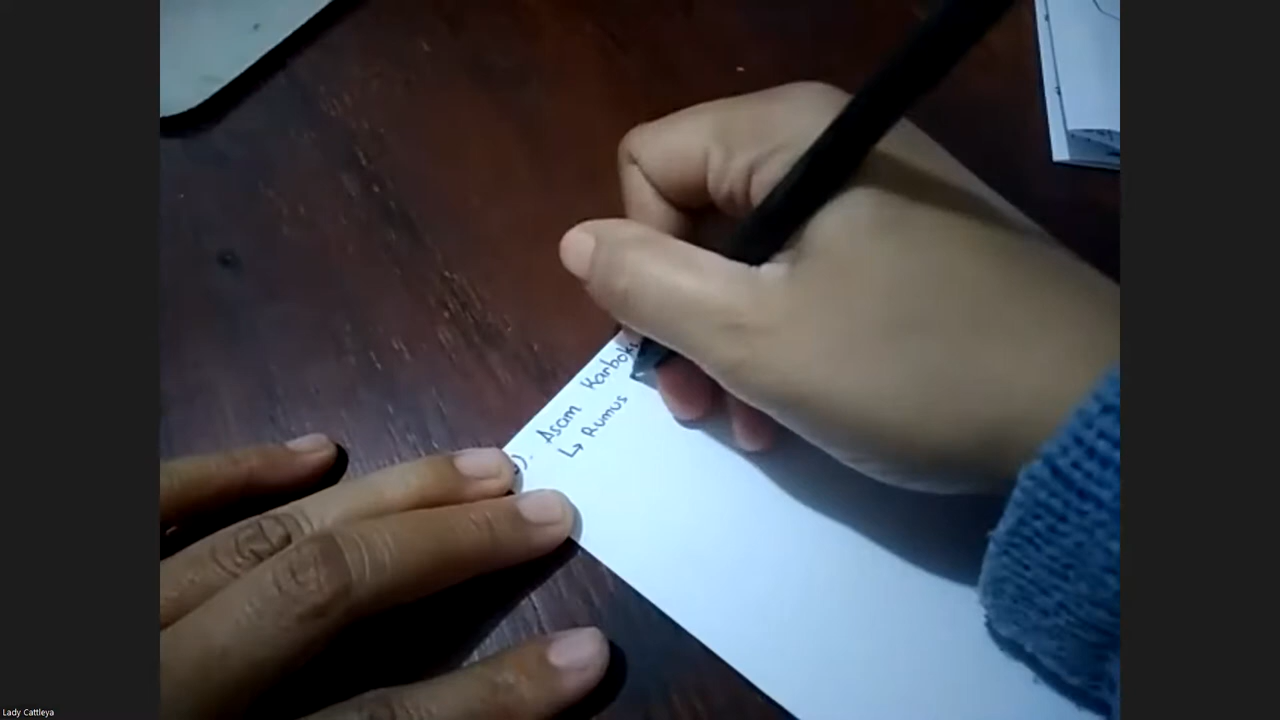 ). Asam Karboks
↳ Rumus
Lady Cattleya